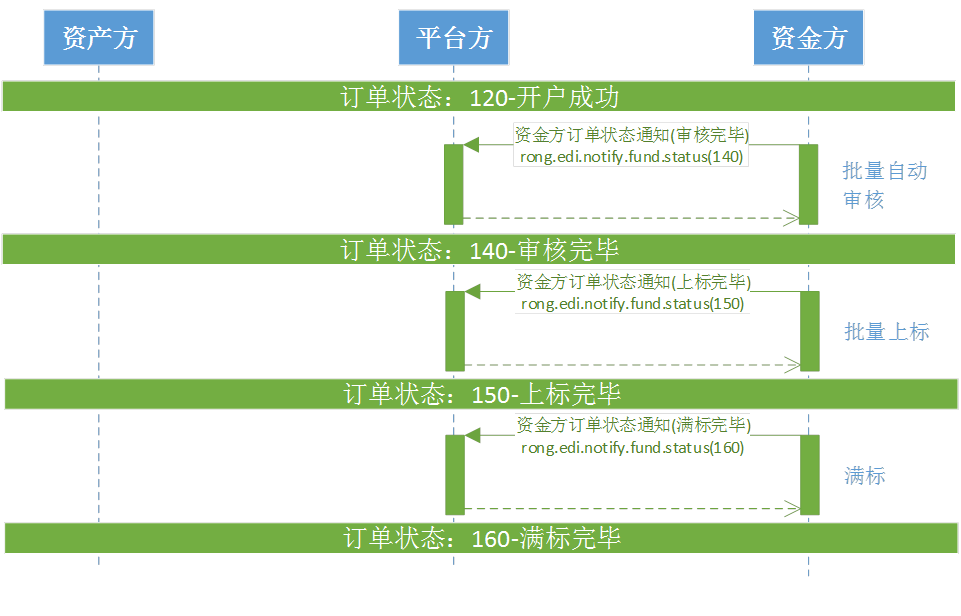 资产方
平台方
资金方
订单状态：120-开户成功
资金方订单状态通知(审核完毕)
rong.edi.notify.fund.status(140)
批量自动
审核
订单状态：140-审核完毕
资金方订单状态通知(上标完毕)
rong.edi.notify.fund.status(150)
批量上标
订单状态：150-上标完毕
资金方订单状态通知(满标完毕)
rong.edi.notify.fund.status(160)
满标
订单状态：160-满标完毕